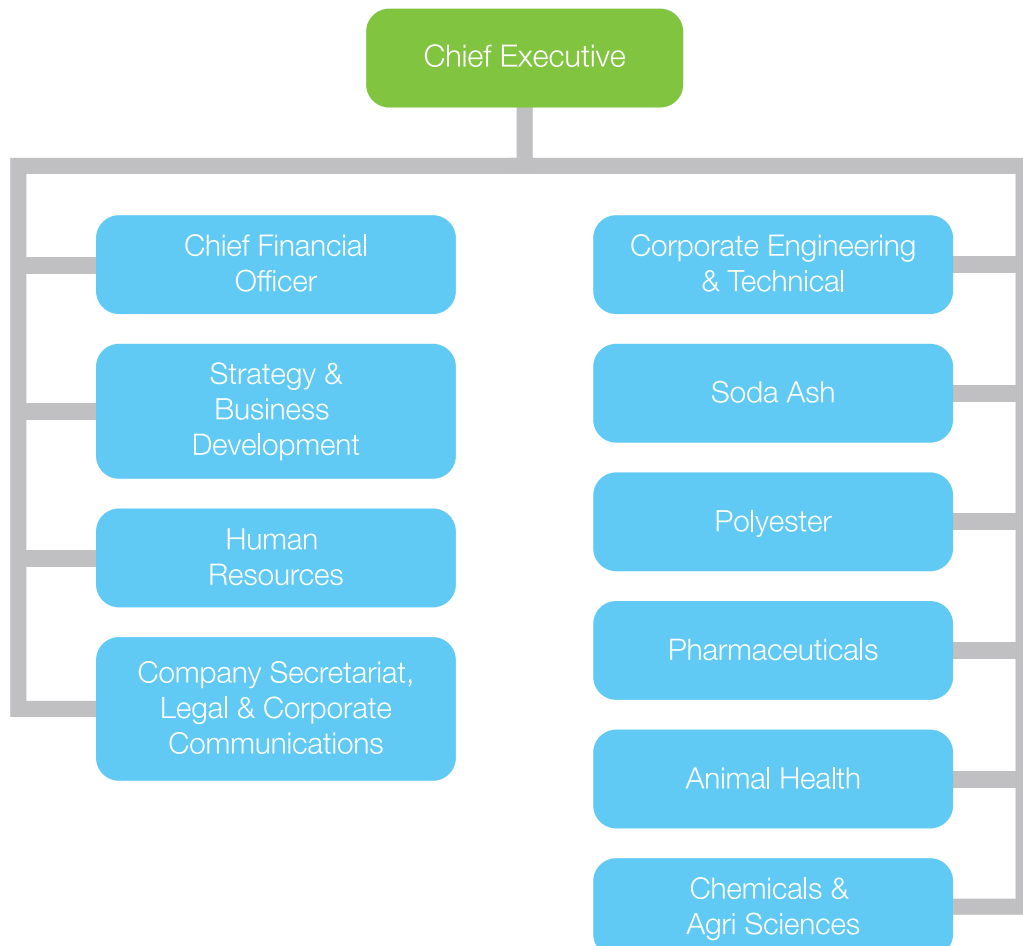 Chief Executive
Chief Financial
Officer
Strategy &
Business
Development
Human
Resources
Company Secretariat,
Legal & Corporate
Communications
Corporate Engineering
& Technical
Soda Ash
Polyester
Pharmaceuticals
Animal Health
Chemicals &
Agri Sciences